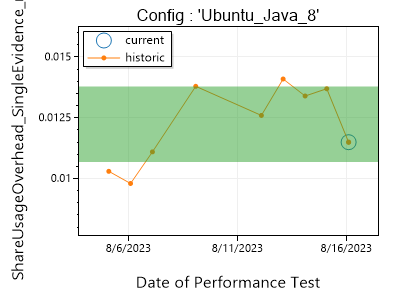 Config : 'Ubuntu_Java_8'
current
historic
ShareUsageOverhead_SingleEvidence_
0.015
0.0125
0.01
8/6/2023
8/11/2023
8/16/2023
Date of Performance Test